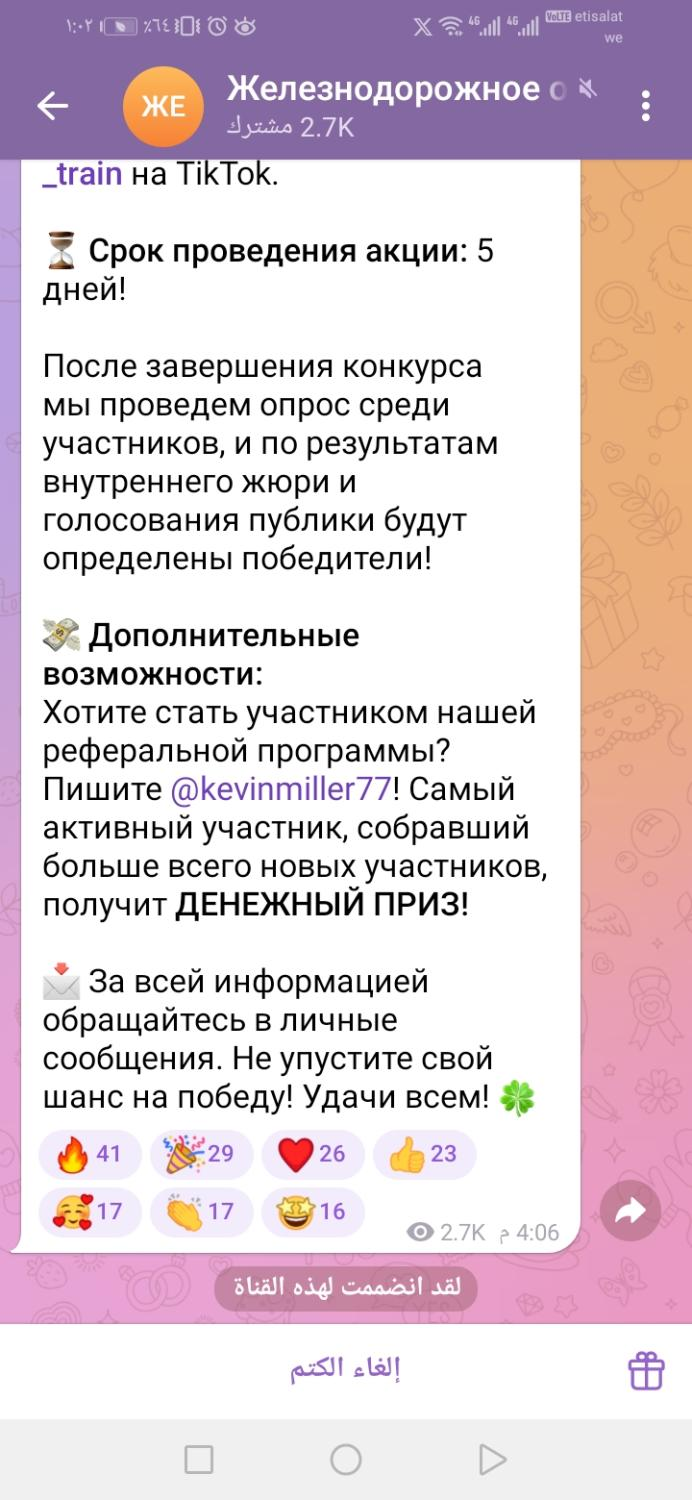 ١:٠٢ ٪٦٤ 4G 4G VoLTE etisalat
we
ЖЕ Железнодорожное о
2.7K مشترك
_train на TikTok.
⏳ Срок проведения акции: 5
дней!
После завершения конкурса
мы проведем опрос среди
участников, и по результатам
внутреннего жюри и
голосования публики будут
определены победители!
💸 Дополнительные
возможности:
Хотите стать участником нашей
реферальной программы?
Пишите @kevinmiller77! Самый
активный участник, собравший
больше всего новых участников,
получит ДЕНЕЖНЫЙ ПРИЗ!
📩 За всей информацией
обращайтесь в личные
сообщения. Не упустите свой
шанс на победу! Удачи всем! 🍀
🔥 41 🎉 29 ❤️ 26 👍 23
🥰 17 👏 17 🤩 16
2.7K 4:06 م
لقد انضممت لهذه القناة
إلغاء الكتم